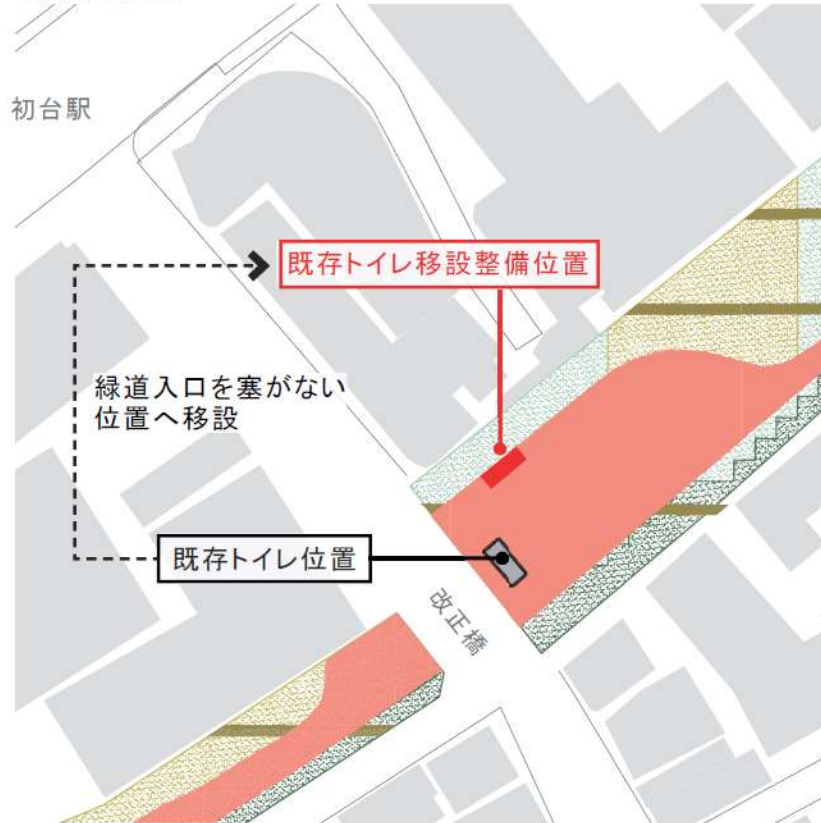 初台駅
既存トイレ移設整備位置
緑道入口を塞がない
位置へ移設
既存トイレ位置
改正橋